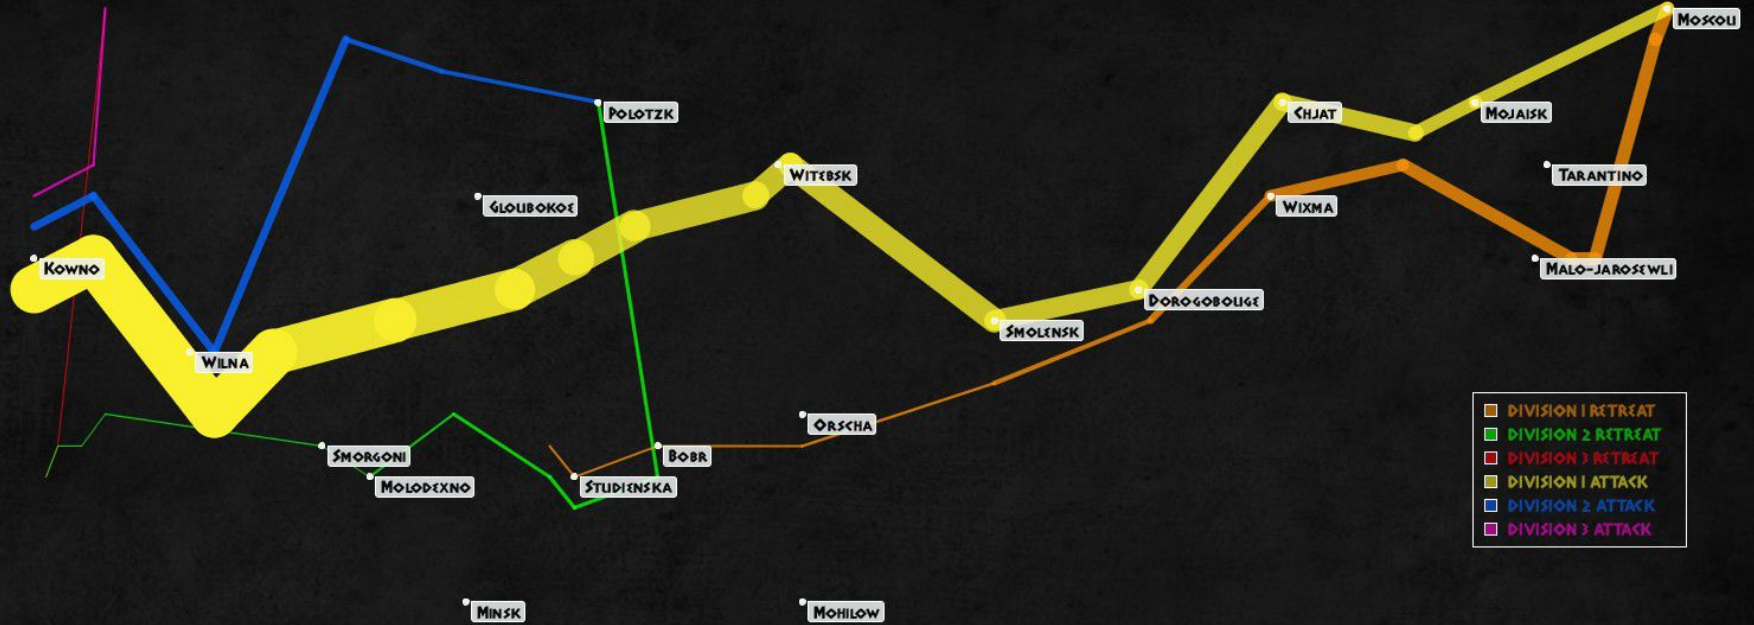 Moscou
Polotzk
Chjat
Mojaisk
Witebsk
Tarantino
Gloubokoe
Wixma
Kowno
Malo-Jarosewli
Dorogobouge
Smolensk
Wilna
Orscha
Smorgoni
Bobr
Molodexno
Studienska
Division 1 Retreat
Division 2 Retreat
Division 3 Retreat
Division 1 Attack
Division 2 Attack
Division 3 Attack
Minsk
Mohilow